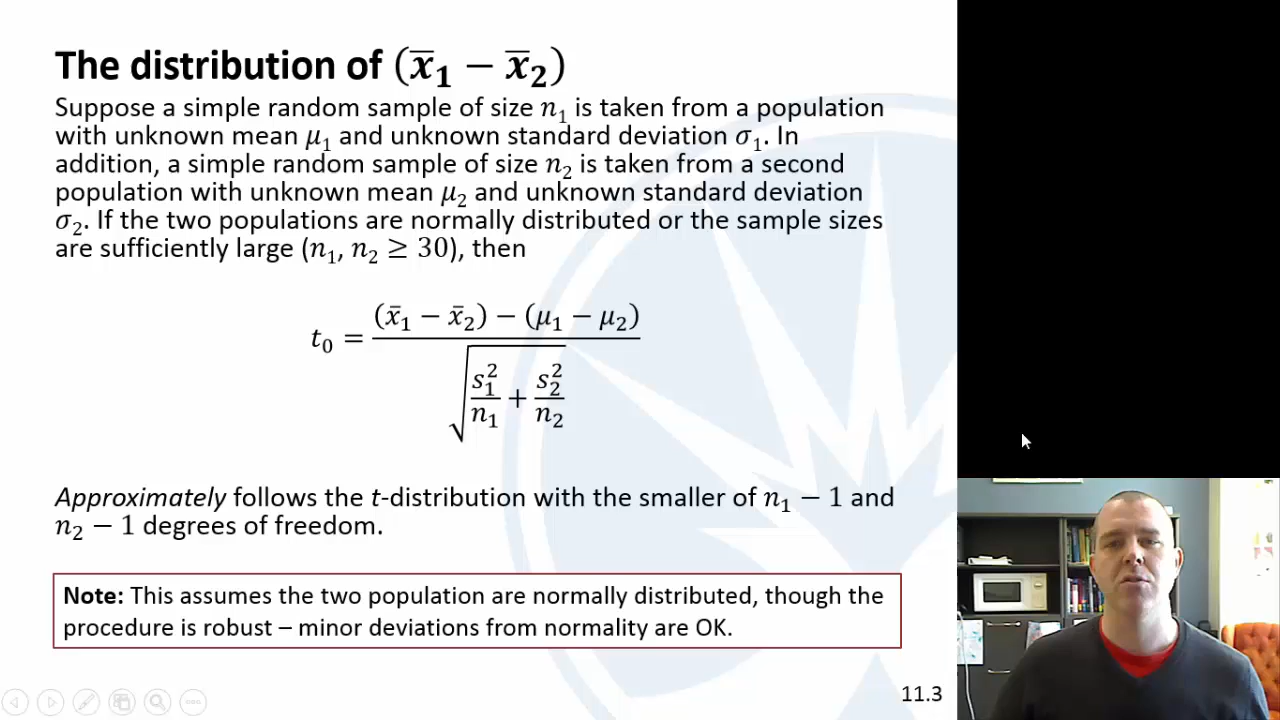 The distribution of (x̄₁ − x̄₂)
Suppose a simple random sample of size n₁ is taken from a population
with unknown mean μ₁ and unknown standard deviation σ₁. In
addition, a simple random sample of size n₂ is taken from a second
population with unknown mean μ₂ and unknown standard deviation
σ₂. If the two populations are normally distributed or the sample sizes
are sufficiently large (n₁, n₂ ≥ 30), then
t₀ = ((x̄₁ − x̄₂) − (μ₁ − μ₂)) / √(s₁²/n₁ + s₂²/n₂)
Approximately follows the t-distribution with the smaller of n₁ − 1 and
n₂ − 1 degrees of freedom.
Note: This assumes the two population are normally distributed, though the
procedure is robust – minor deviations from normality are OK.
11.3